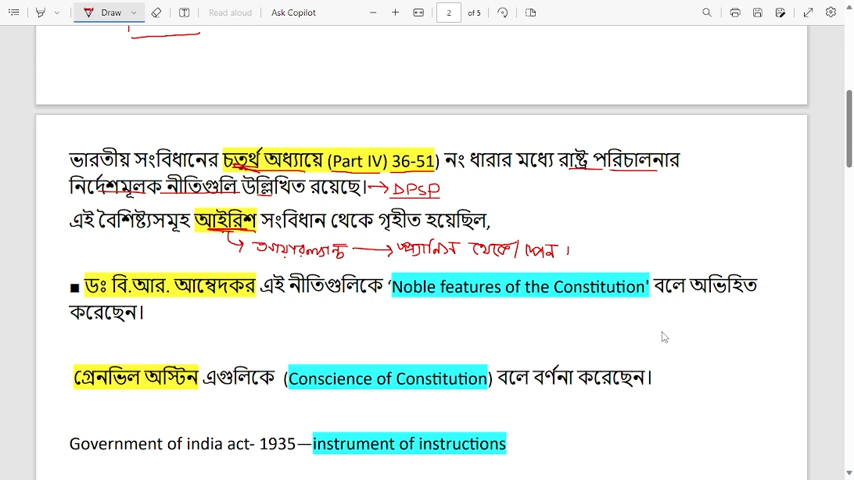 Draw
Read aloud
Ask Copilot
2 of 5
ভারতীয় সংবিধানের চতুর্থ অধ্যায়ে (Part IV) 36-51) নং ধারার মধ্যে রাষ্ট্র পরিচালনার
নির্দেশমূলক নীতিগুলি উল্লিখিত রয়েছে। → DPSP
এই বৈশিষ্ট্যসমূহ আইরিশ সংবিধান থেকে গৃহীত হয়েছিল,
আয়ারল্যান্ড → স্প্যানিশ থেকে/স্পেন।
■ ডঃ বি.আর. আম্বেদকর এই নীতিগুলিকে ‘Noble features of the Constitution' বলে অভিহিত
করেছেন।
গ্রেনভিল অস্টিন এগুলিকে (Conscience of Constitution) বলে বর্ণনা করেছেন।
Government of india act- 1935—instrument of instructions